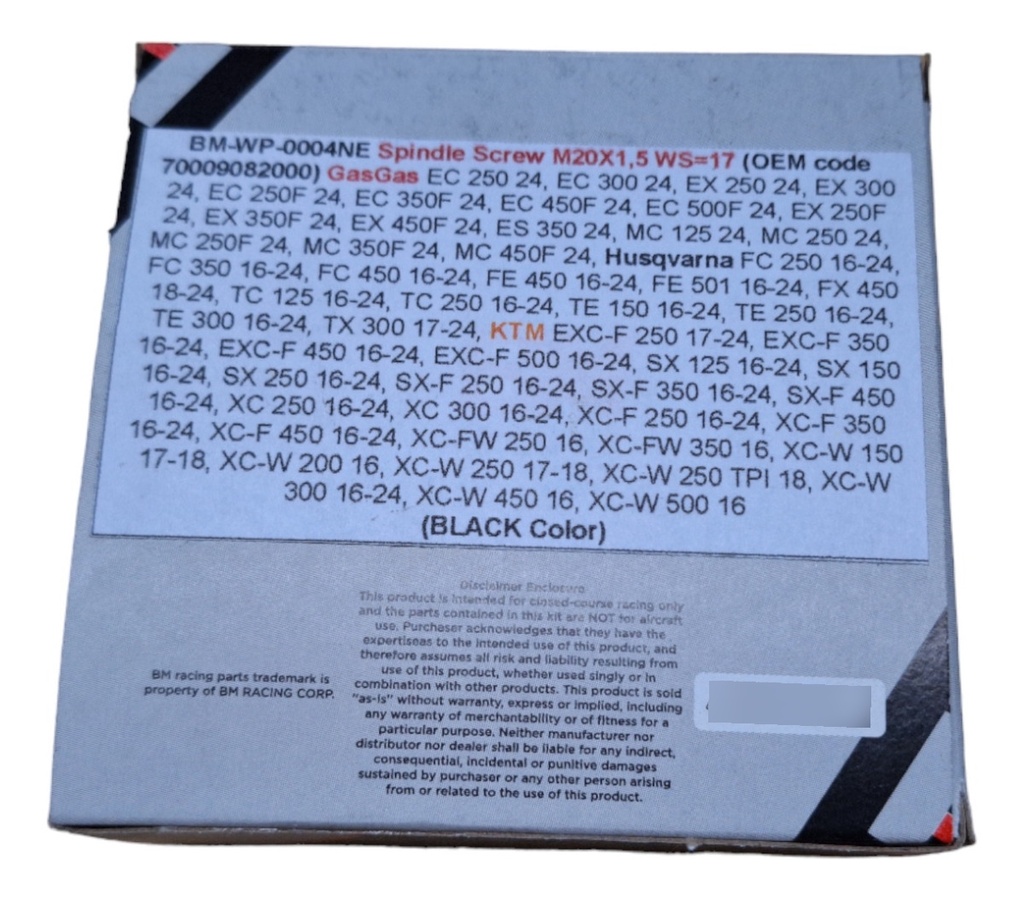 BM-WP-0004NE Spindle Screw M20X1,5 WS=17 (OEM code
70009082000) GasGas EC 250 24, EC 300 24, EX 250 24, EX 300
24, EC 250F 24, EC 350F 24, EC 450F 24, EC 500F 24, EX 250F
24, EX 350F 24, EX 450F 24, ES 350 24, MC 125 24, MC 250 24,
MC 250F 24, MC 350F 24, MC 450F 24, Husqvarna FC 250 16-24,
FC 350 16-24, FC 450 16-24, FE 450 16-24, FE 501 16-24, FX 450
18-24, TC 125 16-24, TC 250 16-24, TE 150 16-24, TE 250 16-24,
TE 300 16-24, TX 300 17-24, KTM EXC-F 250 17-24, EXC-F 350
16-24, EXC-F 450 16-24, EXC-F 500 16-24, SX 125 16-24, SX 150
16-24, SX 250 16-24, SX-F 250 16-24, SX-F 350 16-24, SX-F 450
16-24, XC 250 16-24, XC 300 16-24, XC-F 250 16-24, XC-F 350
16-24, XC-F 450 16-24, XC-FW 250 16, XC-FW 350 16, XC-W 150
17-18, XC-W 200 16, XC-W 250 17-18, XC-W 250 TPI 18, XC-W
300 16-24, XC-W 450 16, XC-W 500 16
(BLACK Color)
BM racing parts trademark is
property of BM RACING CORP.
Disclaimer Enclosure
This product is intended for closed-course racing only
and the parts contained in this kit are NOT for aircraft
use. Purchaser acknowledges that they have the
expertiseas to the intended use of this product, and
therefore assumes all risk and liability resulting from
use of this product, whether used singly or in
combination with other products. This product is sold
"as-is" without warranty, express or implied, including
any warranty of merchantability or of fitness for a
particular purpose. Neither manufacturer nor
distributor nor dealer shall be liable for any indirect,
consequential, incidental or punitive damages
sustained by purchaser or any other person arising
from or related to the use of this product.